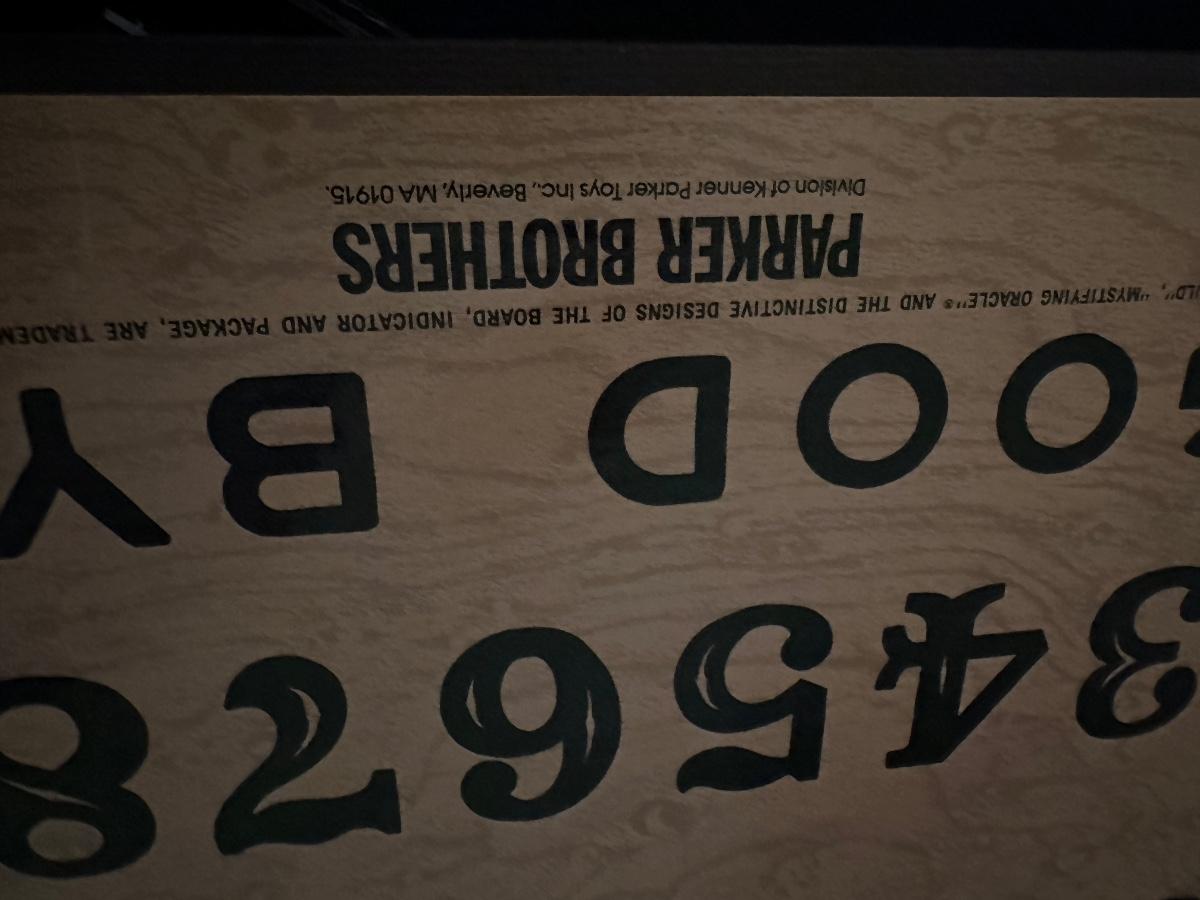 3 4 5 6 7 8
GOOD BY
"MYSTIFYING ORACLE"® AND THE DISTINCTIVE DESIGNS OF THE BOARD, INDICATOR AND PACKAGE, ARE
PARKER BROTHERS
Division of Kenner Parker Toys Inc., Beverly, MA 01915.